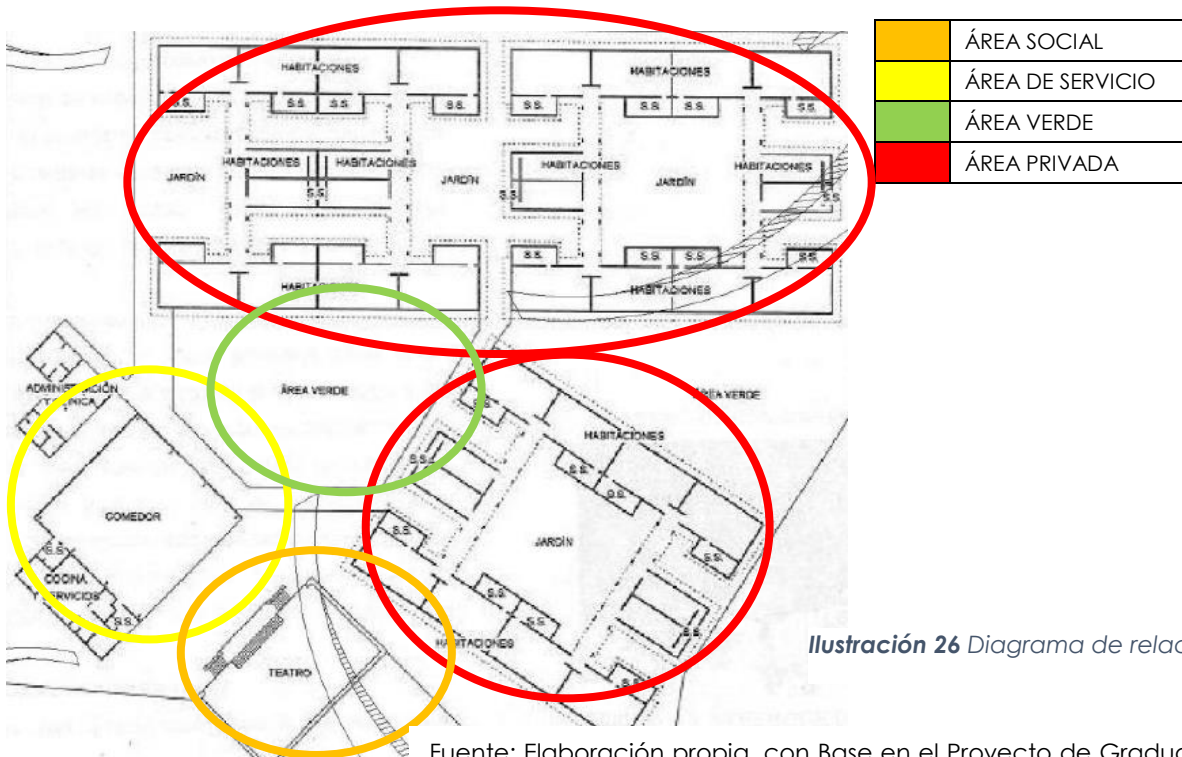 ÁREA SOCIAL
ÁREA DE SERVICIO
ÁREA VERDE
ÁREA PRIVADA
HABITACIONES
HABITACIONES
S.S. S.S. S.S. S.S. S.S. S.S. S.S. S.S.
HABITACIONES HABITACIONES HABITACIONES HABITACIONES
JARDÍN JARDÍN JARDÍN
S.S. S.S. S.S.
S.S. S.S. S.S. S.S.
HABITACIONES HABITACIONES
ADMINISTRACIÓN
ÁREA VERDE ÁREA VERDE
S.S.
HABITACIONES
S.S. S.S.
S.S.
COMEDOR
S.S.
JARDÍN
S.S. S.S.
COCINA
SERVICIOS
S.S.
S.S.
S.S.
S.S.
HABITACIONES
TEATRO
S.S.
Ilustración 26 Diagrama de relac
Fuente: Elaboración propia, con Base en el Proyecto de Gradua